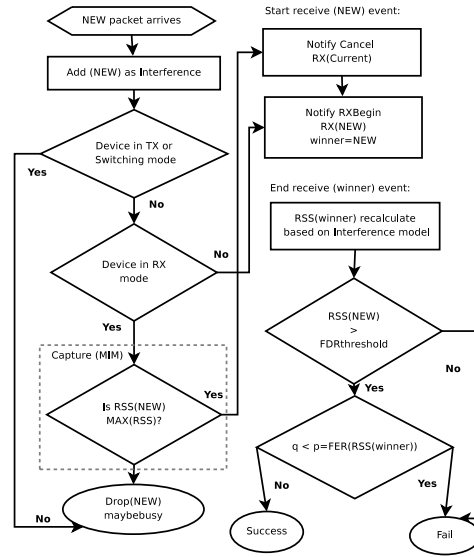 NEW packet arrives
Add (NEW) as Interference
Device in TX or
Switching mode
Yes
No
Device in RX
mode
No
Yes
Capture (MIM)
Is RSS(NEW)
MAX(RSS)?
Yes
Drop(NEW)
maybebusy
No
Start receive (NEW) event:
Notify Cancel
RX(Current)
Notify RXBegin
RX(NEW)
winner=NEW
End receive (winner) event:
RSS(winner) recalculate
based on Interference model
RSS(NEW)
>
FDRthreshold
No
Yes
q < p=FER(RSS(winner))
No
Yes
Success
Fail